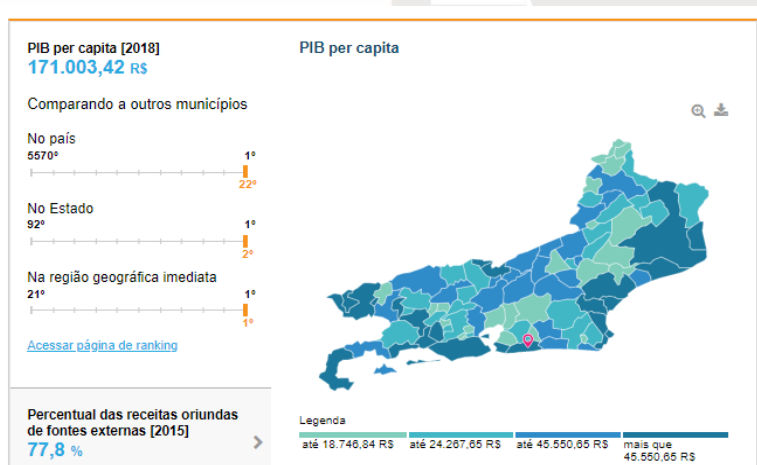 PIB per capita [2018]
171.003,42 R$
Comparando a outros municípios
No país
5570º 1º
22º
No Estado
92º 1º
2º
Na região geográfica imediata
21º 1º
1º
Acessar página de ranking
Percentual das receitas oriundas
de fontes externas [2015]
77,8 %
PIB per capita
Legenda
até 18.746,84 R$ até 24.267,65 R$ até 45.550,65 R$ mais que
45.550,65 R$